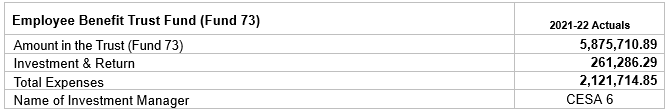 Employee Benefit Trust Fund (Fund 73) 2021-22 Actuals
Amount in the Trust (Fund 73) 5,875,710.89
Investment & Return 261,286.29
Total Expenses 2,121,714.85
Name of Investment Manager CESA 6